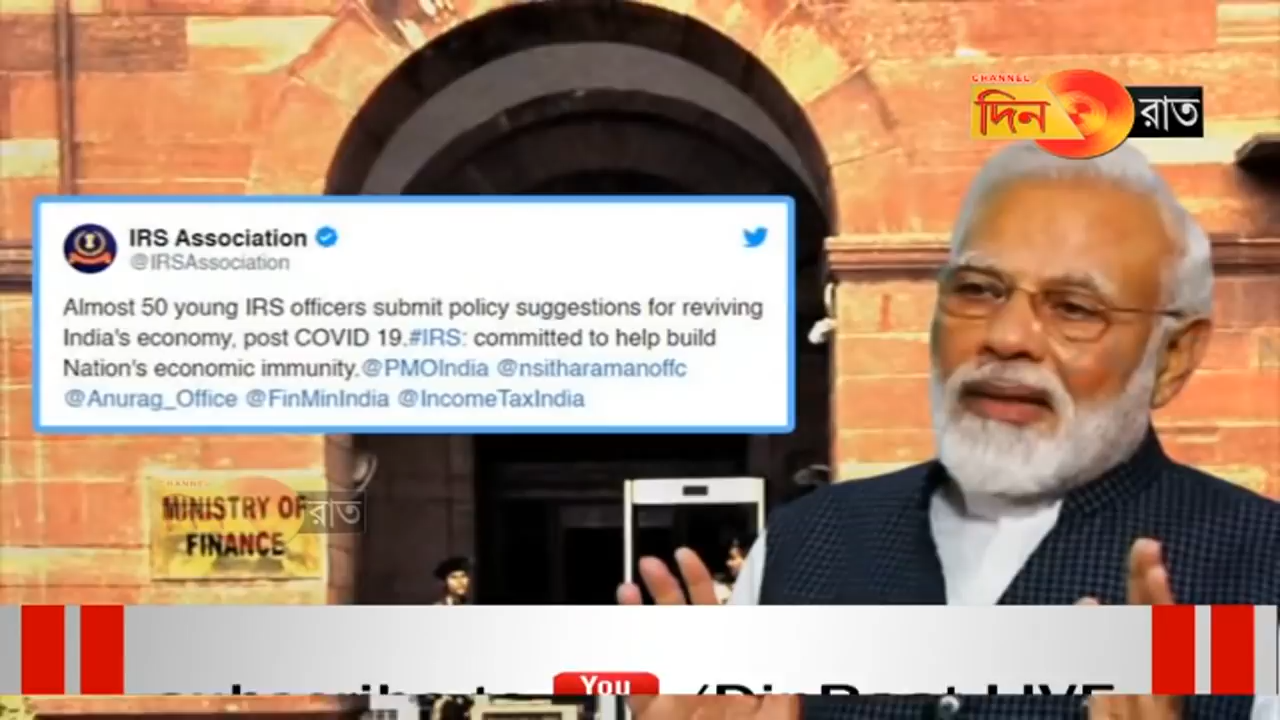 CHANNEL
দিন রাত
IRS Association
@IRSAssociation
Almost 50 young IRS officers submit policy suggestions for reviving
India's economy, post COVID 19.#IRS: committed to help build
Nation's economic immunity.@PMOIndia @nsitharamanoffc
@Anurag_Office @FinMinIndia @IncomeTaxIndia
CHANNEL
রাত
MINISTRY OF
FINANCE
You